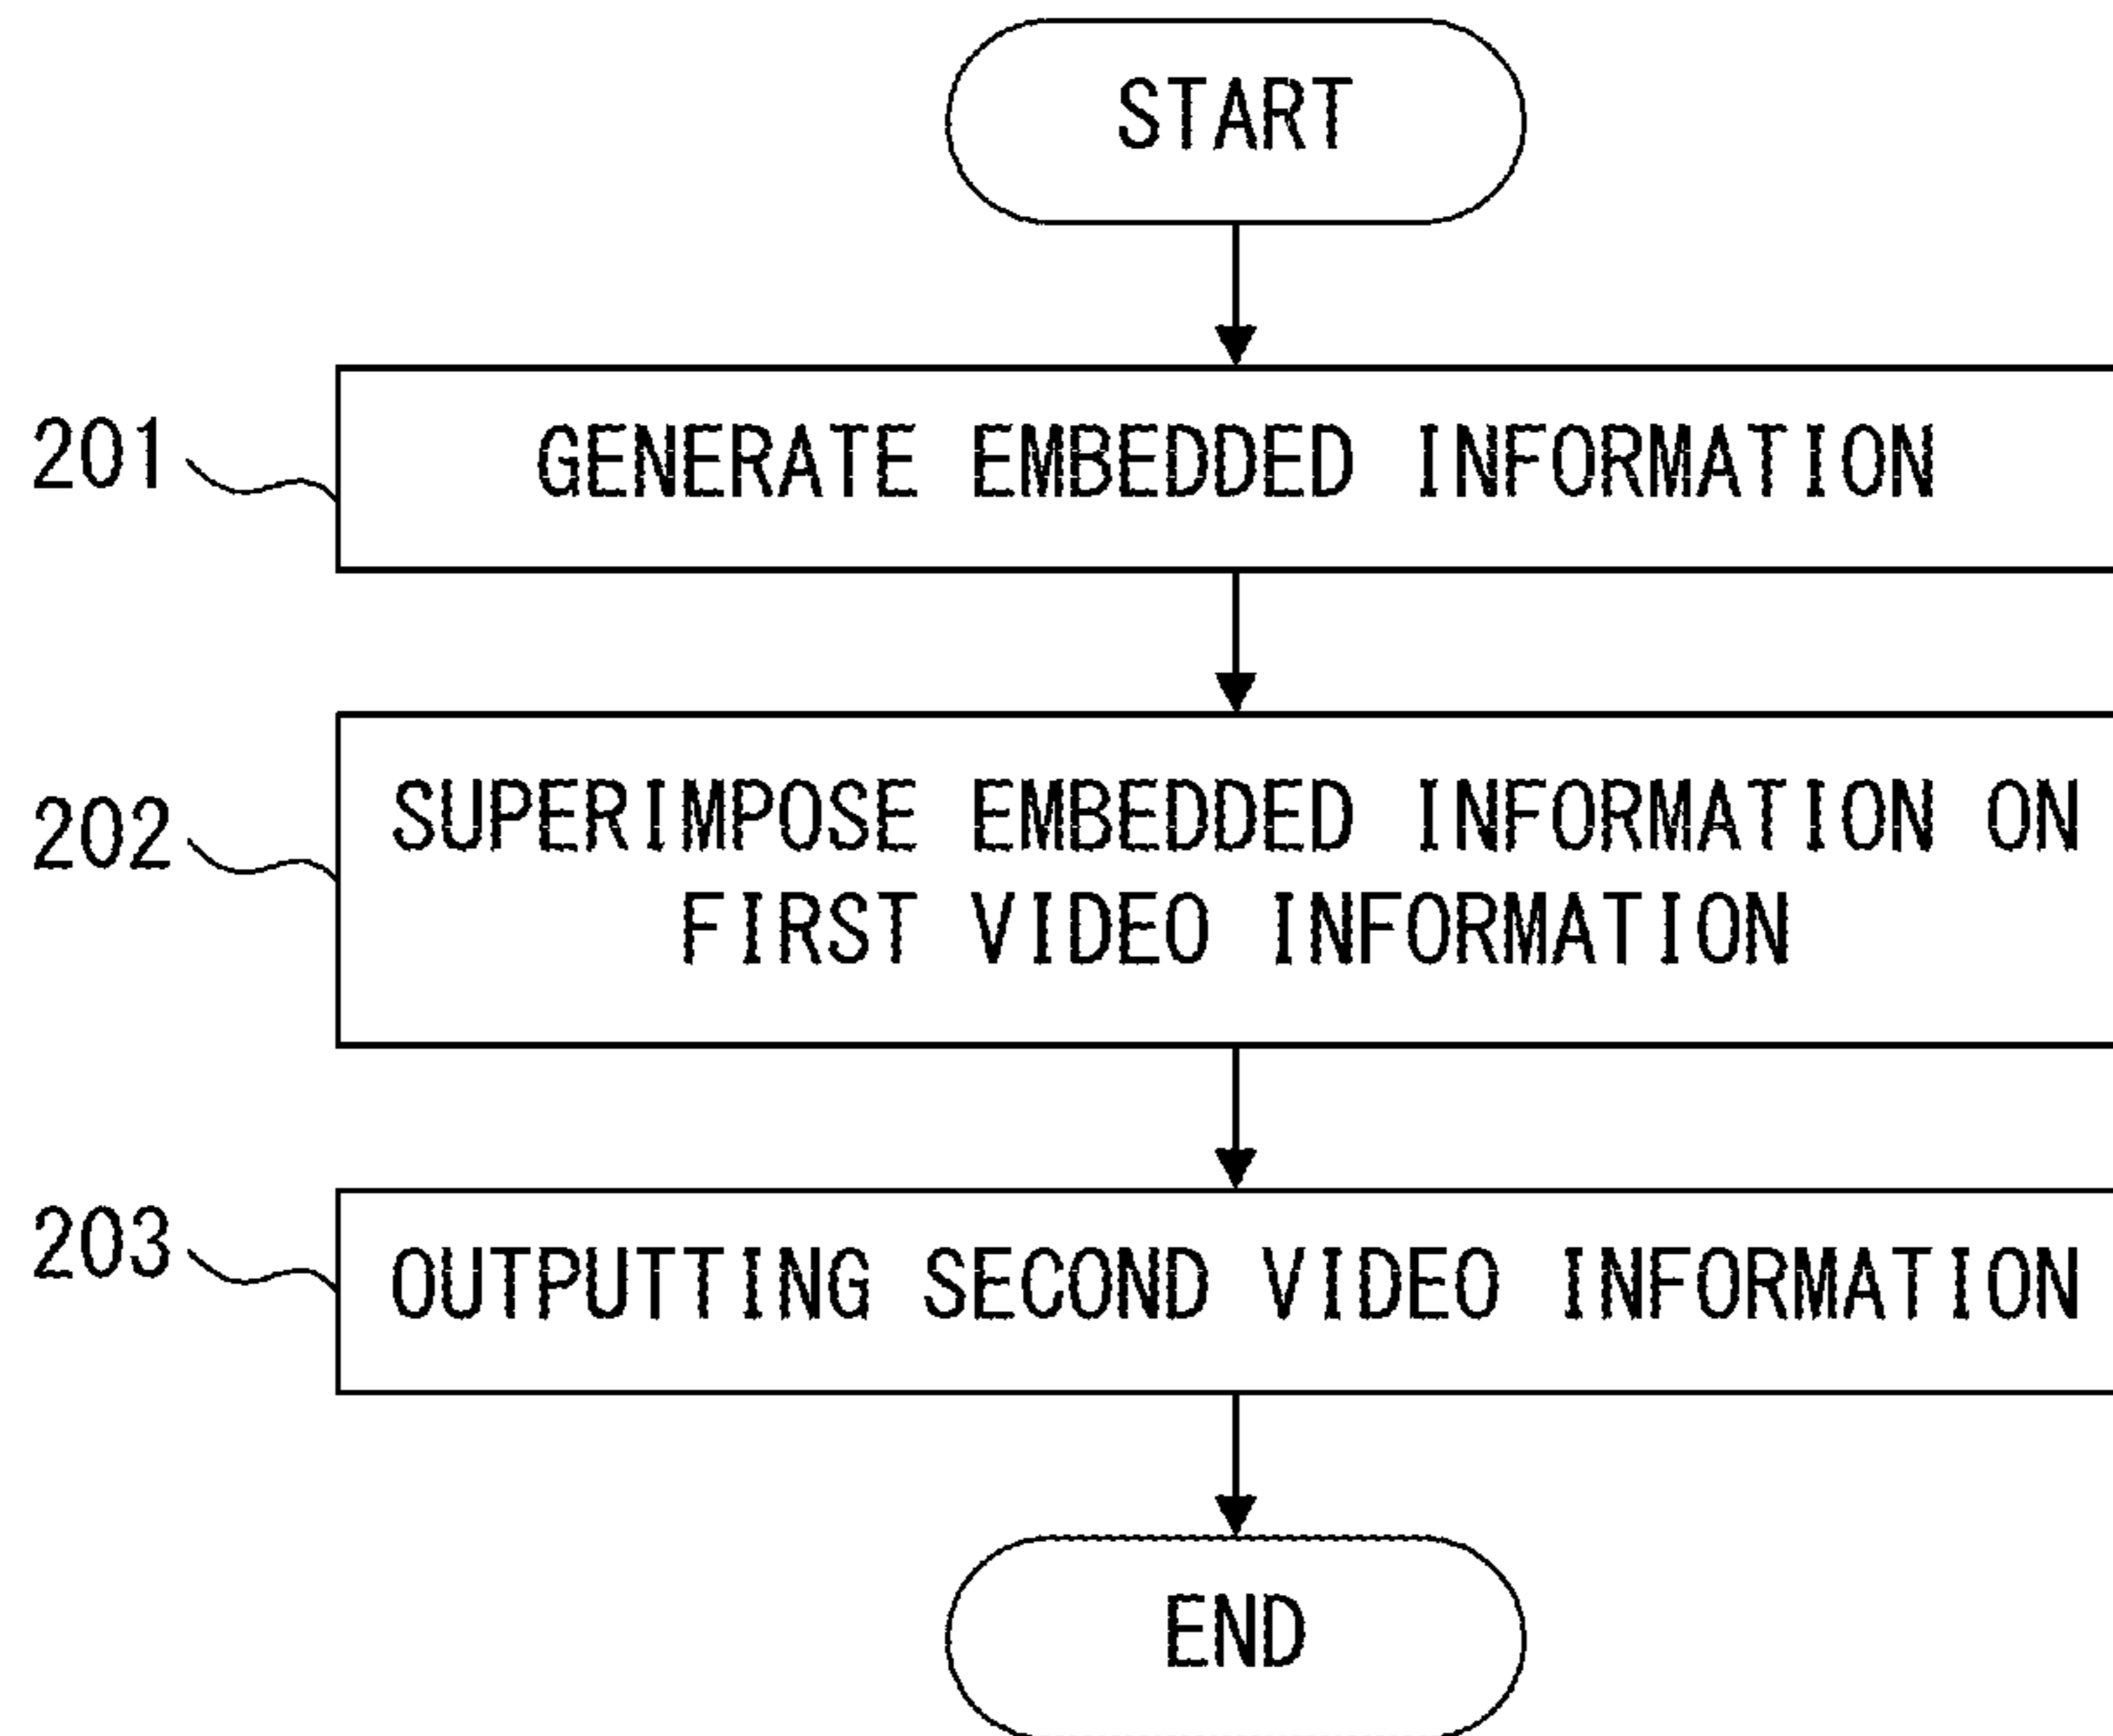 START
201
GENERATE EMBEDDED INFORMATION
202
SUPERIMPOSE EMBEDDED INFORMATION ON
FIRST VIDEO INFORMATION
203
OUTPUTTING SECOND VIDEO INFORMATION
END